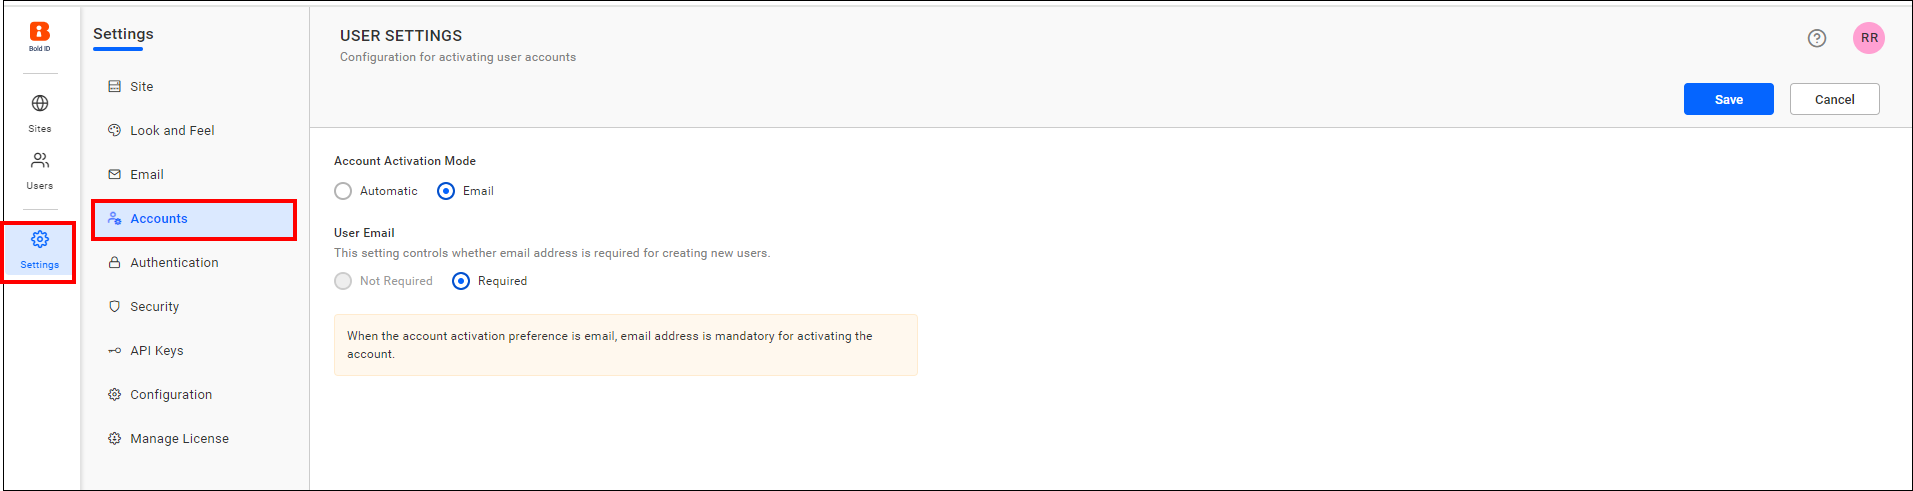 Bold ID
Sites
Users
Settings
Settings
Site
Look and Feel
Email
Accounts
Authentication
Security
API Keys
Configuration
Manage License
USER SETTINGS
Configuration for activating user accounts
RR
Save
Cancel
Account Activation Mode
Automatic
Email
User Email
This setting controls whether email address is required for creating new users.
Not Required
Required
When the account activation preference is email, email address is mandatory for activating the
account.